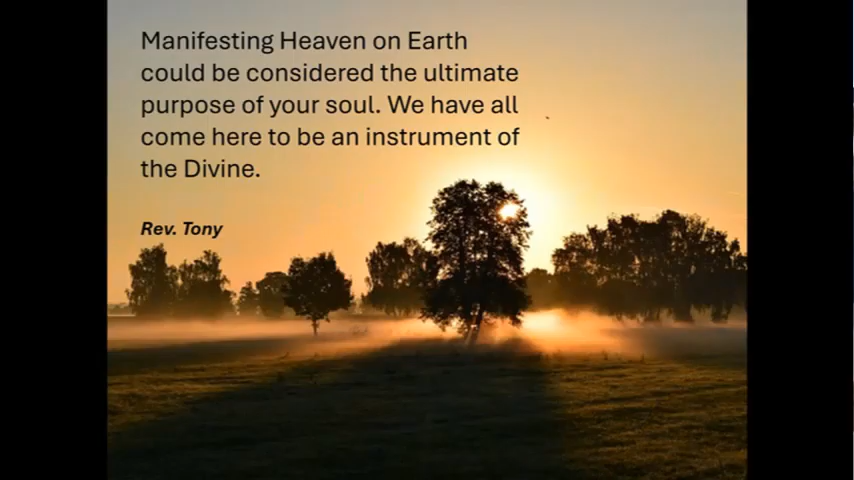 Manifesting Heaven on Earth
could be considered the ultimate
purpose of your soul. We have all
come here to be an instrument of
the Divine.
Rev. Tony